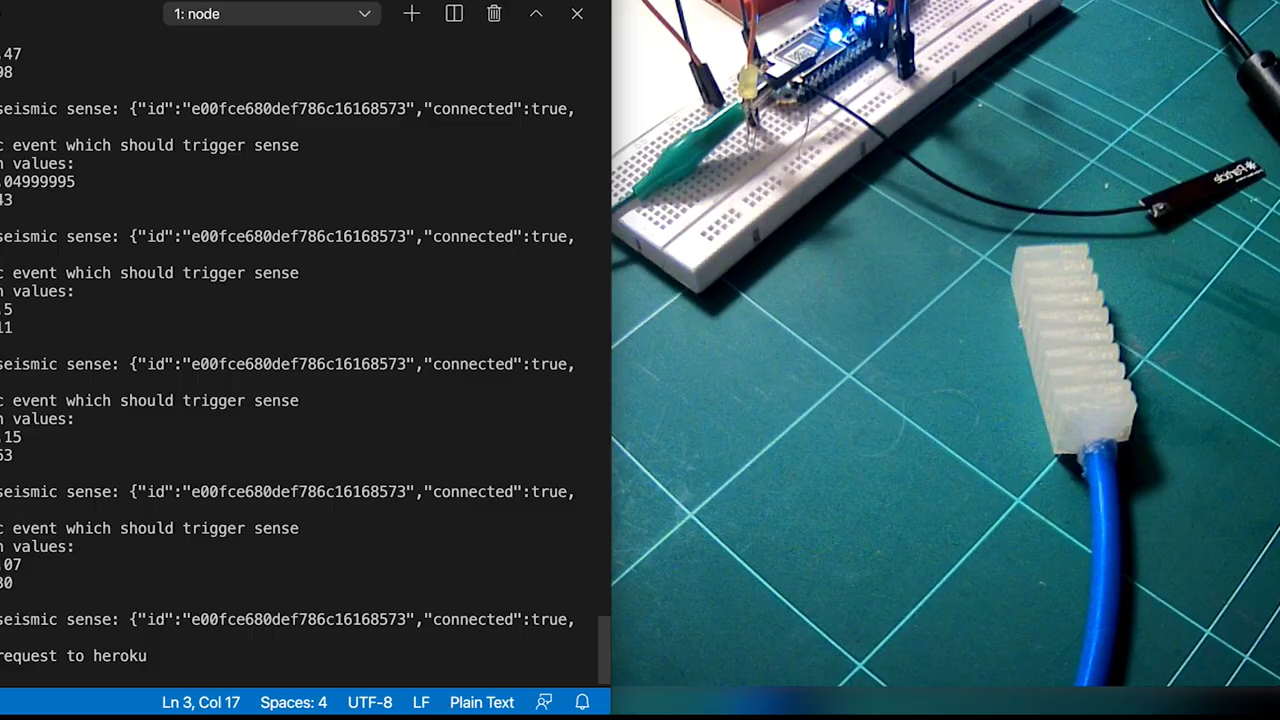 1: node
.47
98
seismic sense: {"id":"e00fce680def786c16168573","connected":true,
c event which should trigger sense
n values:
.04999995
43
seismic sense: {"id":"e00fce680def786c16168573","connected":true,
c event which should trigger sense
n values:
.5
11
seismic sense: {"id":"e00fce680def786c16168573","connected":true,
c event which should trigger sense
n values:
.15
53
seismic sense: {"id":"e00fce680def786c16168573","connected":true,
c event which should trigger sense
n values:
.07
30
seismic sense: {"id":"e00fce680def786c16168573","connected":true,
request to heroku
Ln 3, Col 17 Spaces: 4 UTF-8 LF Plain Text
Particle